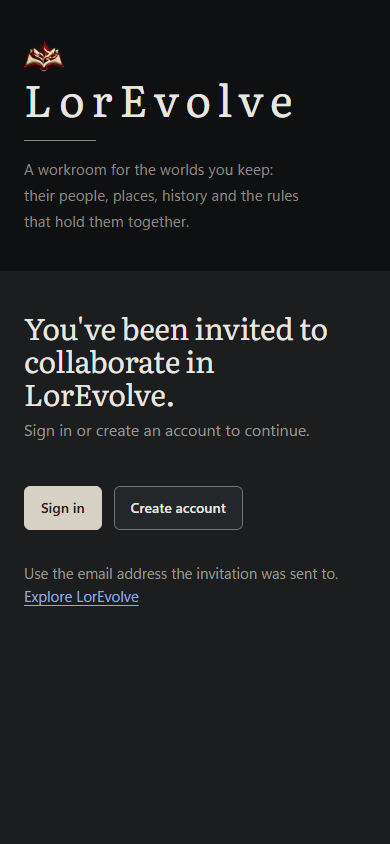 LorEvolve
A workroom for the worlds you keep:
their people, places, history and the rules
that hold them together.
You've been invited to
collaborate in
LorEvolve.
Sign in or create an account to continue.
Sign in
Create account
Use the email address the invitation was sent to.
Explore LorEvolve